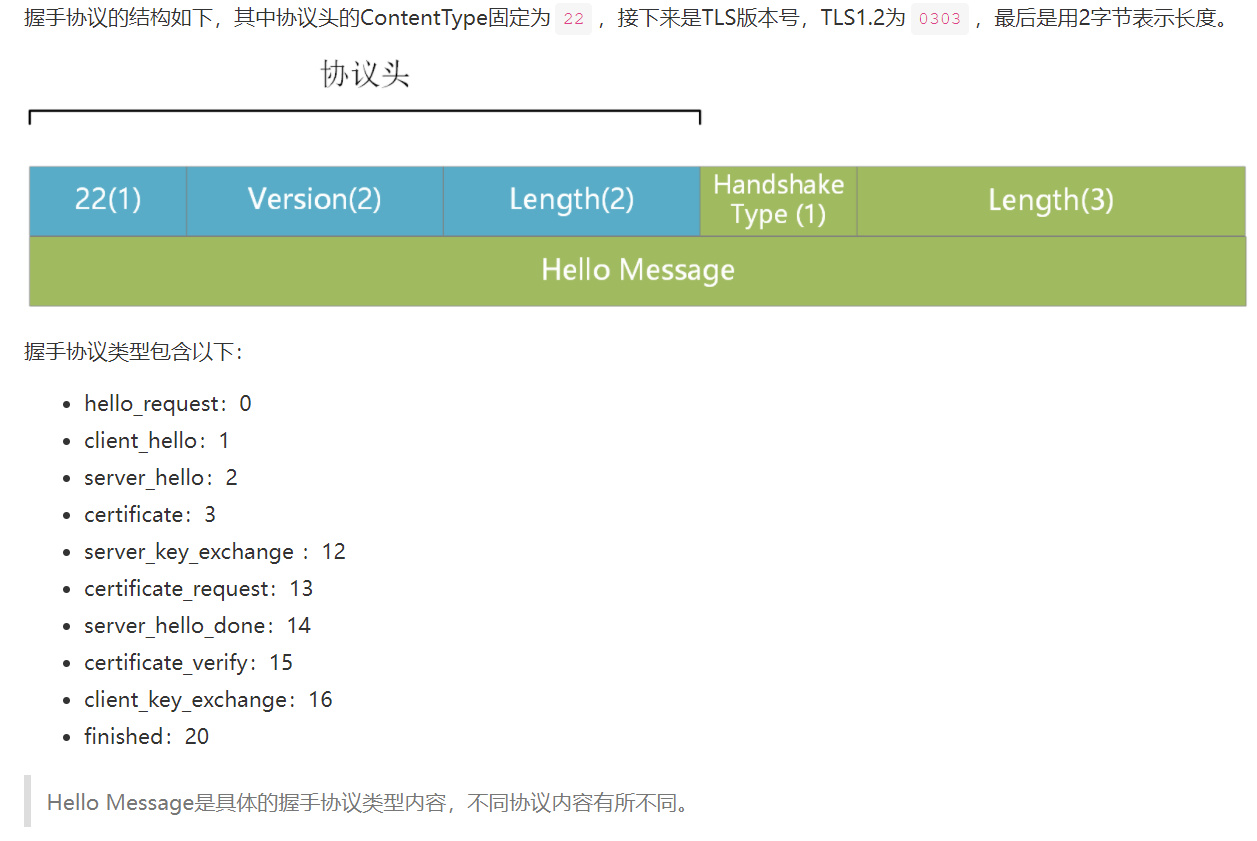 握手协议的结构如下，其中协议头的ContentType固定为 22 ，接下来是TLS版本号，TLS1.2为 0303 ，最后是用2字节表示长度。
协议头
22(1) Version(2) Length(2) Handshake Type (1) Length(3)
Hello Message
握手协议类型包含以下：
• hello_request：0
• client_hello：1
• server_hello：2
• certificate：3
• server_key_exchange ：12
• certificate_request：13
• server_hello_done：14
• certificate_verify：15
• client_key_exchange：16
• finished：20
Hello Message是具体的握手协议类型内容，不同协议内容有所不同。